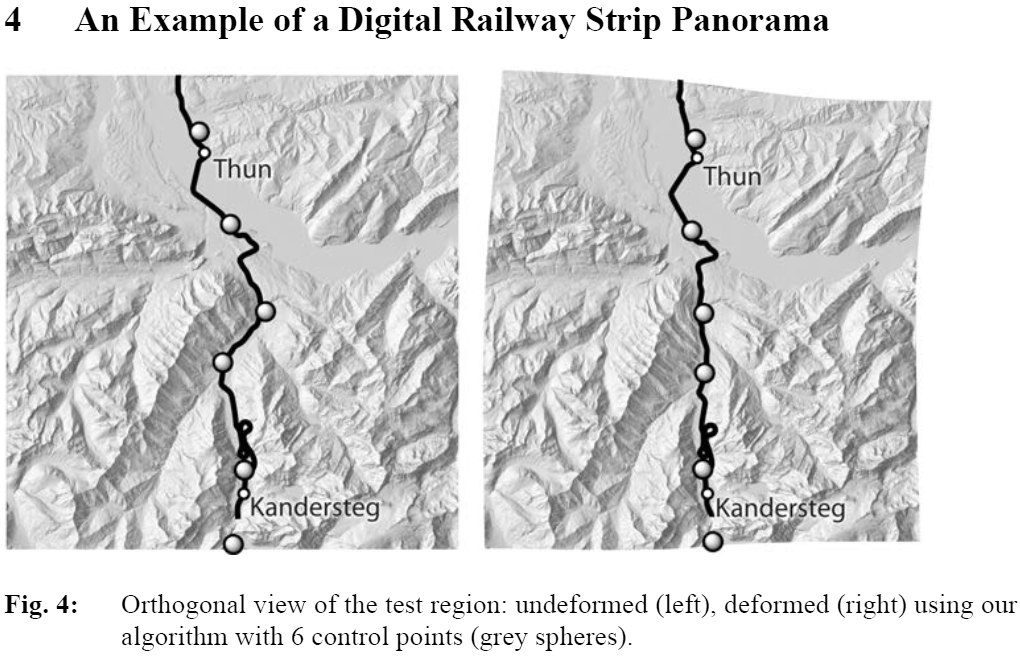 4 An Example of a Digital Railway Strip Panorama
Thun
Kandersteg
Thun
Kandersteg
Fig. 4: Orthogonal view of the test region: undeformed (left), deformed (right) using our
algorithm with 6 control points (grey spheres).